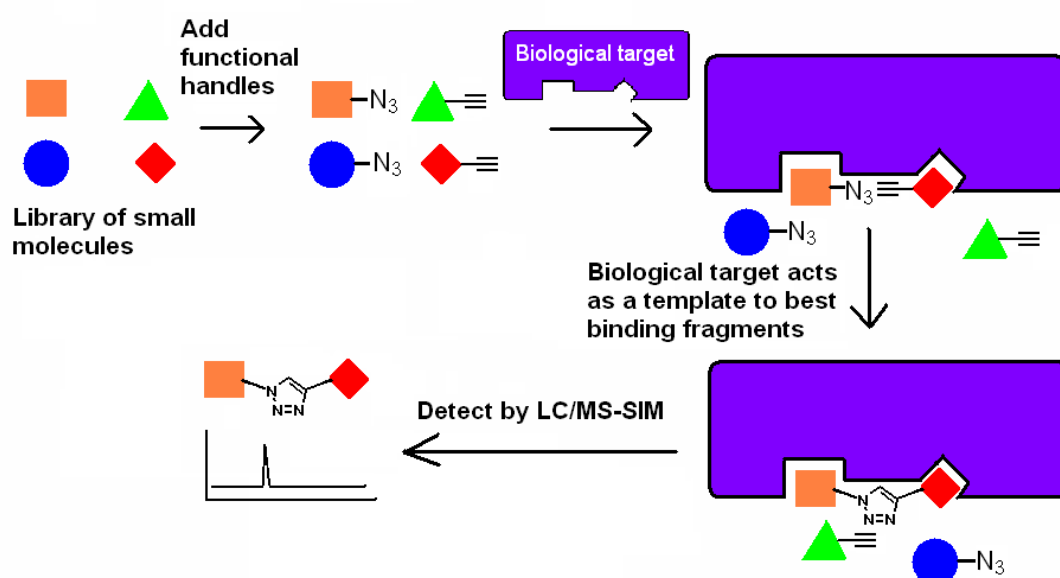 Add
functional
handles
Biological target
N3
N3
Library of small
molecules
N3
N3
Biological target acts
as a template to best
binding fragments
Detect by LC/MS-SIM
N
N=N
N
N=N
N3